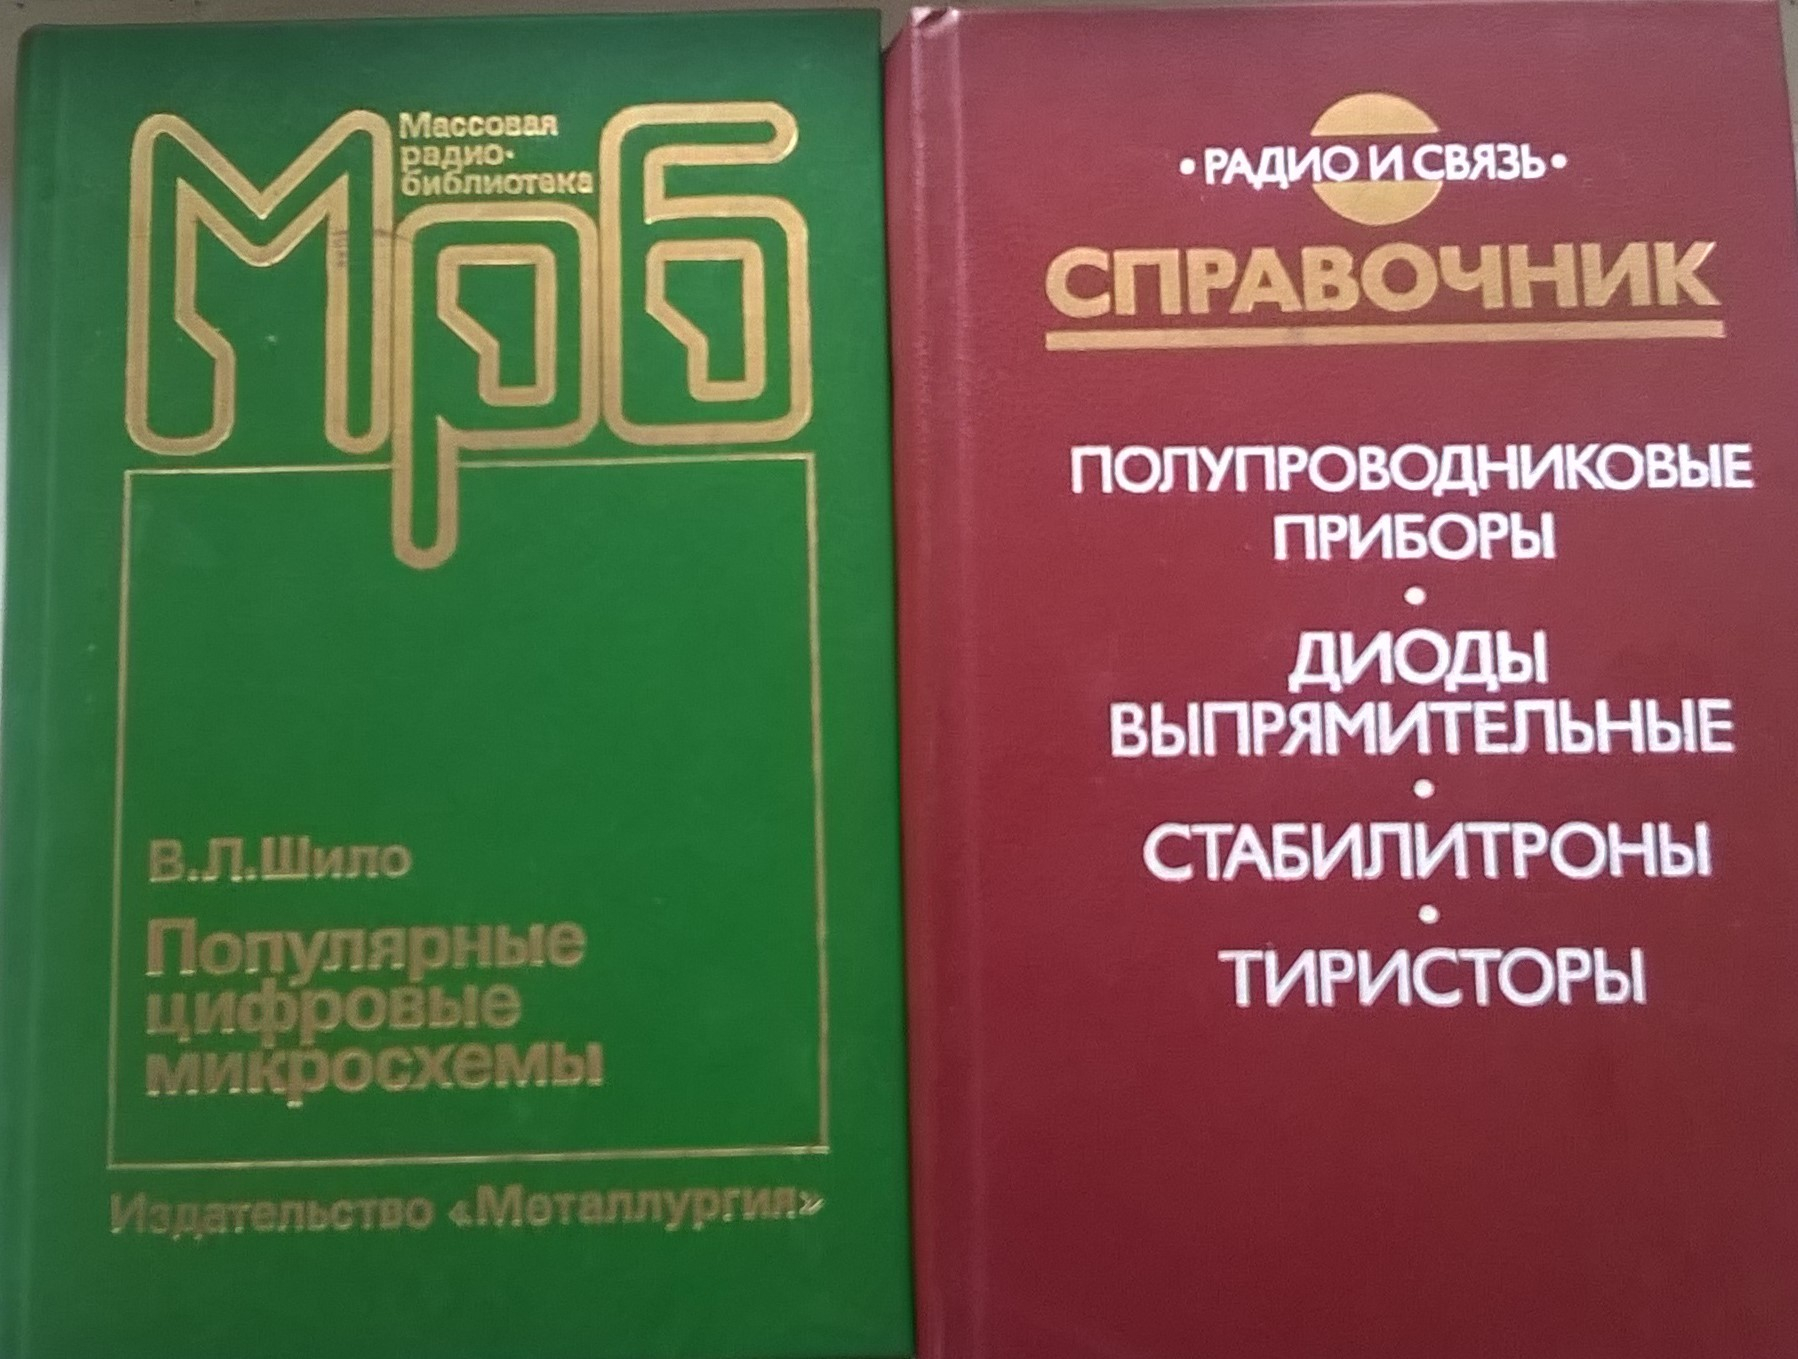 Мрб
Массовая
радио-
библиотека
В.Л.Шило
Популярные
цифровые
микросхемы
Издательство «Металлургия»
•РАДИО И СВЯЗЬ•
СПРАВОЧНИК
ПОЛУПРОВОДНИКОВЫЕ
ПРИБОРЫ
•
ДИОДЫ
ВЫПРЯМИТЕЛЬНЫЕ
•
СТАБИЛИТРОНЫ
•
ТИРИСТОРЫ